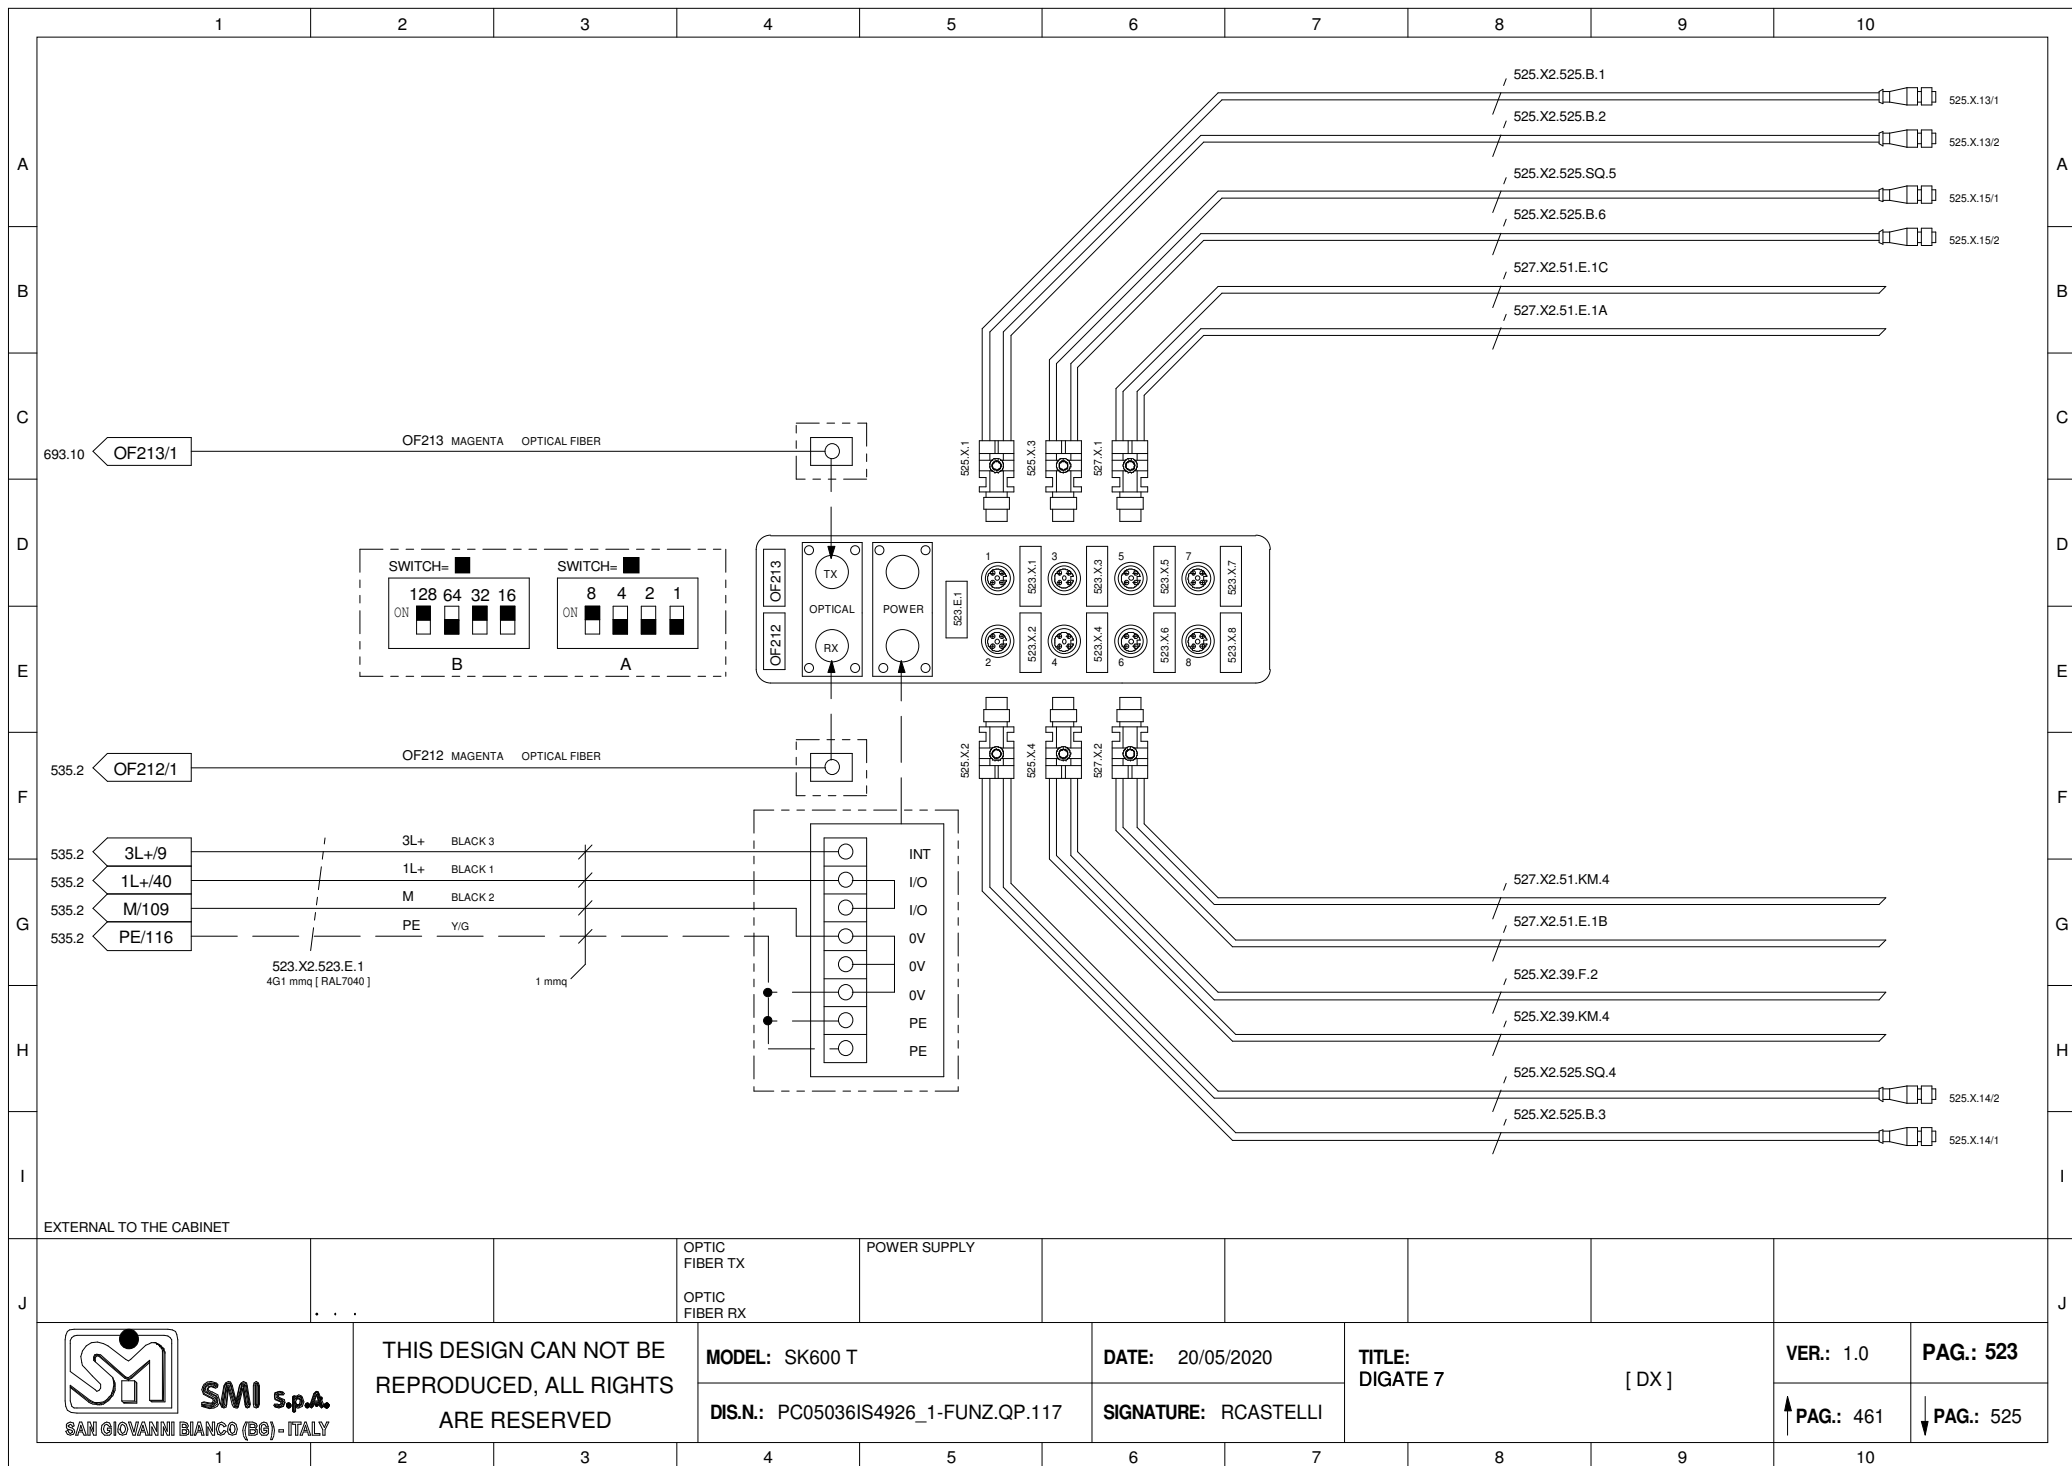 1 2 3 4 5 6 7 8 9 10
A A
B B
C C
D D
E E
F F
G G
H H
I I
J J
525.X2.525.B.1
525.X.13/1
525.X2.525.B.2
525.X.13/2
525.X2.525.SQ.5
525.X.15/1
525.X2.525.B.6
525.X.15/2
527.X2.51.E.1C
527.X2.51.E.1A
693.10 OF213/1 OF213 MAGENTA OPTICAL FIBER
525.X.1 525.X.3 527.X.1
SWITCH= SWITCH=
128 64 32 16
ON
B
8 4 2 1
ON
A
OF213
OF212
TX
OPTICAL
RX
POWER
523.E.1
1 523.X.1 3 523.X.3 5 523.X.5 7 523.X.7
2 523.X.2 4 523.X.4 6 523.X.6 8 523.X.8
525.X.2 525.X.4 527.X.2
535.2 OF212/1 OF212 MAGENTA OPTICAL FIBER
535.2 3L+/9 3L+ BLACK 3 INT
535.2 1L+/40 1L+ BLACK 1 I/O
535.2 M/109 M BLACK 2 I/O
535.2 PE/116 PE Y/G 0V
0V
0V
PE
PE
523.X2.523.E.1
4G1 mmq [ RAL7040 ]
1 mmq
527.X2.51.KM.4
527.X2.51.E.1B
525.X2.39.F.2
525.X2.39.KM.4
525.X2.525.SQ.4
525.X.14/2
525.X2.525.B.3
525.X.14/1
EXTERNAL TO THE CABINET
OPTIC
FIBER TX
OPTIC
FIBER RX
POWER SUPPLY
. . .
SMI
SMI S.p.A.
SAN GIOVANNI BIANCO (BG) - ITALY
THIS DESIGN CAN NOT BE
REPRODUCED, ALL RIGHTS
ARE RESERVED
MODEL: SK600 T
DIS.N.: PC05036IS4926_1-FUNZ.QP.117
DATE: 20/05/2020
SIGNATURE: RCASTELLI
TITLE:
DIGATE 7 [ DX ]
VER.: 1.0
PAG.: 523
PAG.: 461
PAG.: 525
1 2 3 4 5 6 7 8 9 10